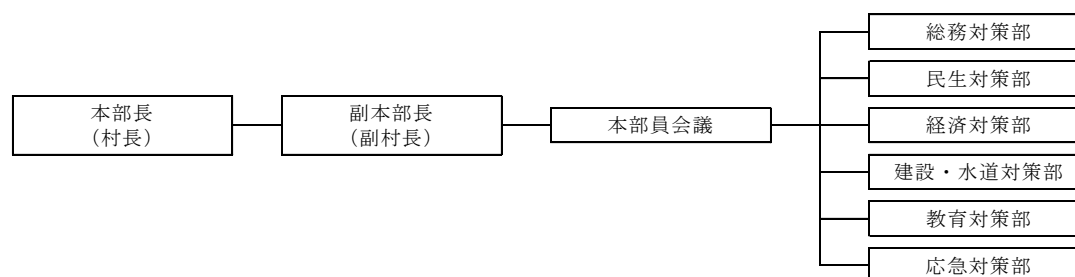 本部長
(村長)
副本部長
(副村長)
本部員会議
総務対策部
民生対策部
経済対策部
建設・水道対策部
教育対策部
応急対策部